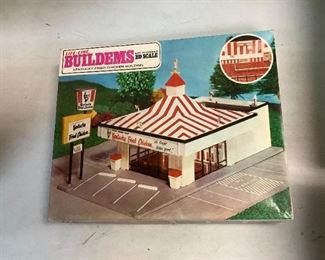 LIFE-LIKE
BUILDEMS HO SCALE
KENTUCKY FRIED CHICKEN BUILDING
Kentucky
Fried Chicken
Kentucky Fried Chicken